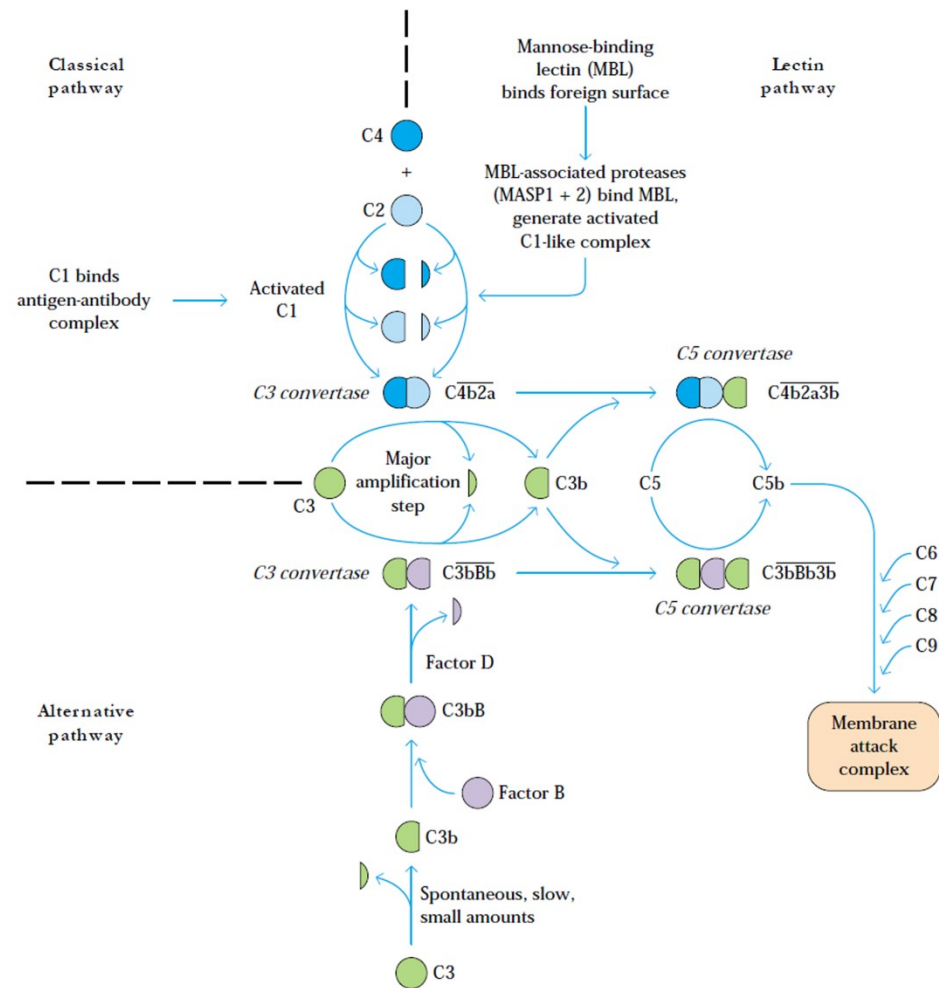 Classical
pathway
Mannose-binding
lectin (MBL)
binds foreign surface
Lectin
pathway
C4
+
C2
MBL-associated proteases
(MASP1 + 2) bind MBL,
generate activated
C1-like complex
C1 binds
antigen-antibody
complex
Activated
C1
C3 convertase
C4b2a
C5 convertase
C4b2a3b
C3
Major
amplification
step
C3b
C5
C5b
C3 convertase
C3bBb
C3bBb3b
C5 convertase
C6
C7
C8
C9
Factor D
Alternative
pathway
C3bB
Membrane
attack
complex
Factor B
C3b
Spontaneous, slow,
small amounts
C3